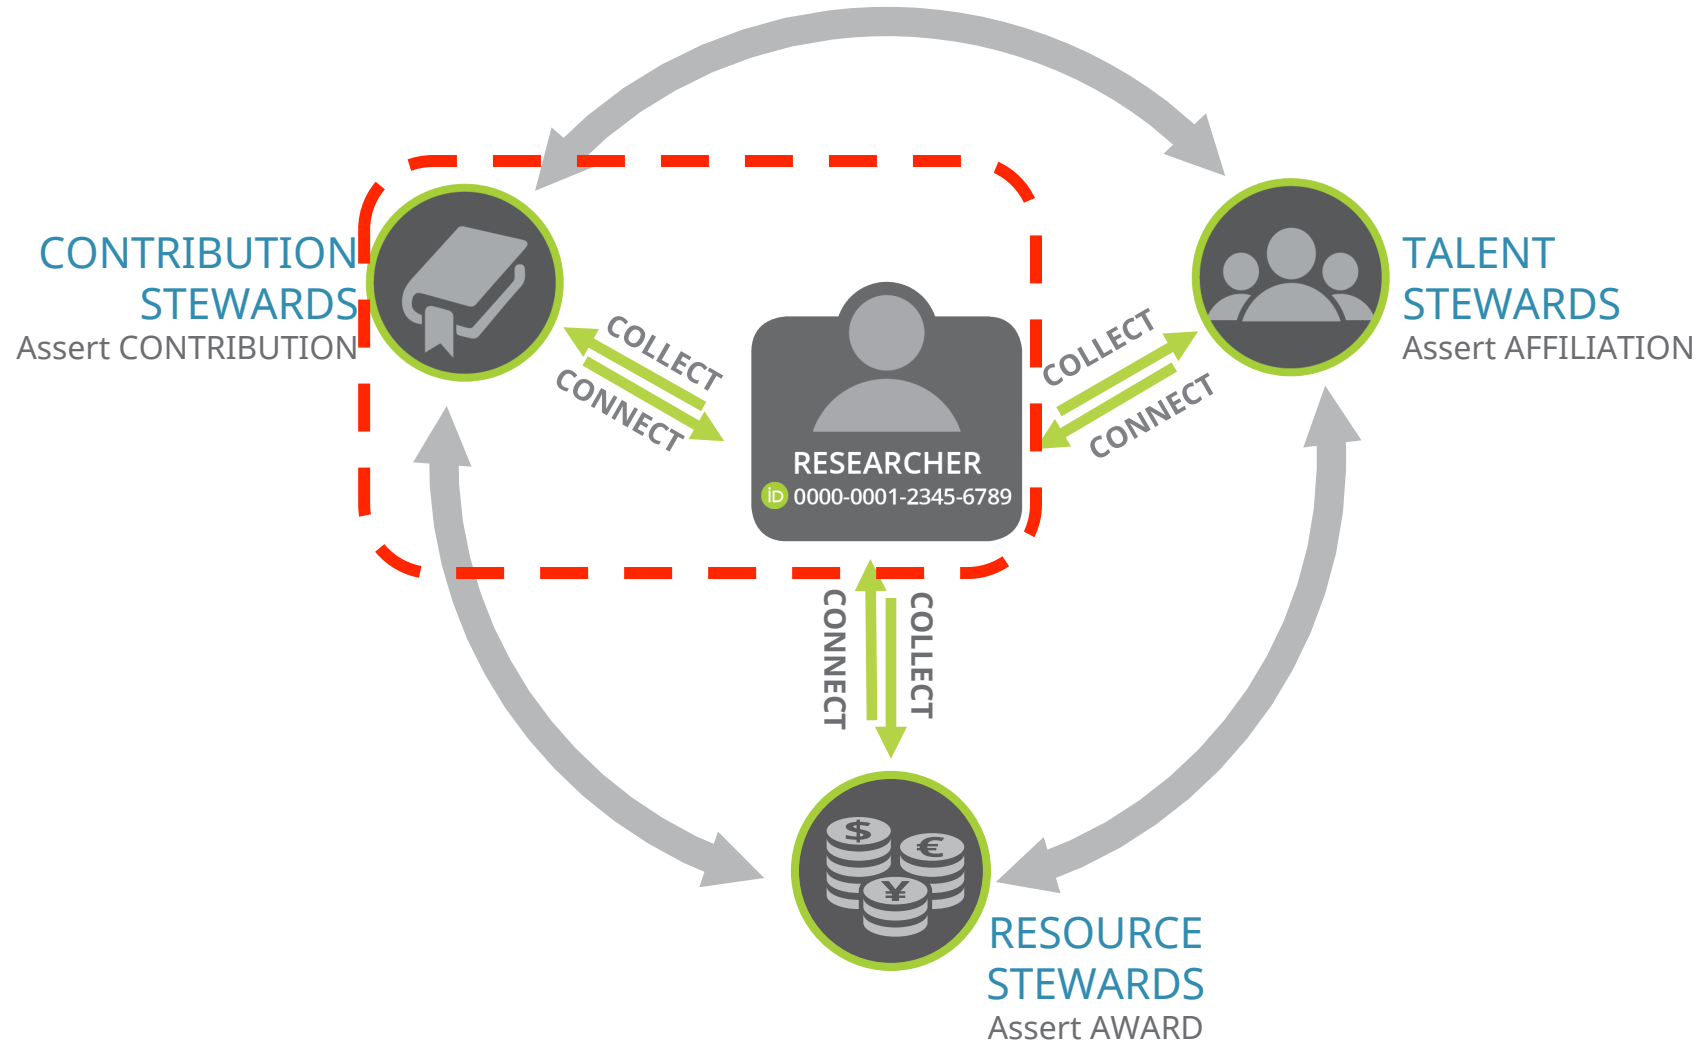 CONTRIBUTION
STEWARDS
Assert CONTRIBUTION
COLLECT
CONNECT
RESEARCHER
iD 0000-0001-2345-6789
COLLECT
CONNECT
TALENT
STEWARDS
Assert AFFILIATION
CONNECT
COLLECT
$
€
¥
RESOURCE
STEWARDS
Assert AWARD